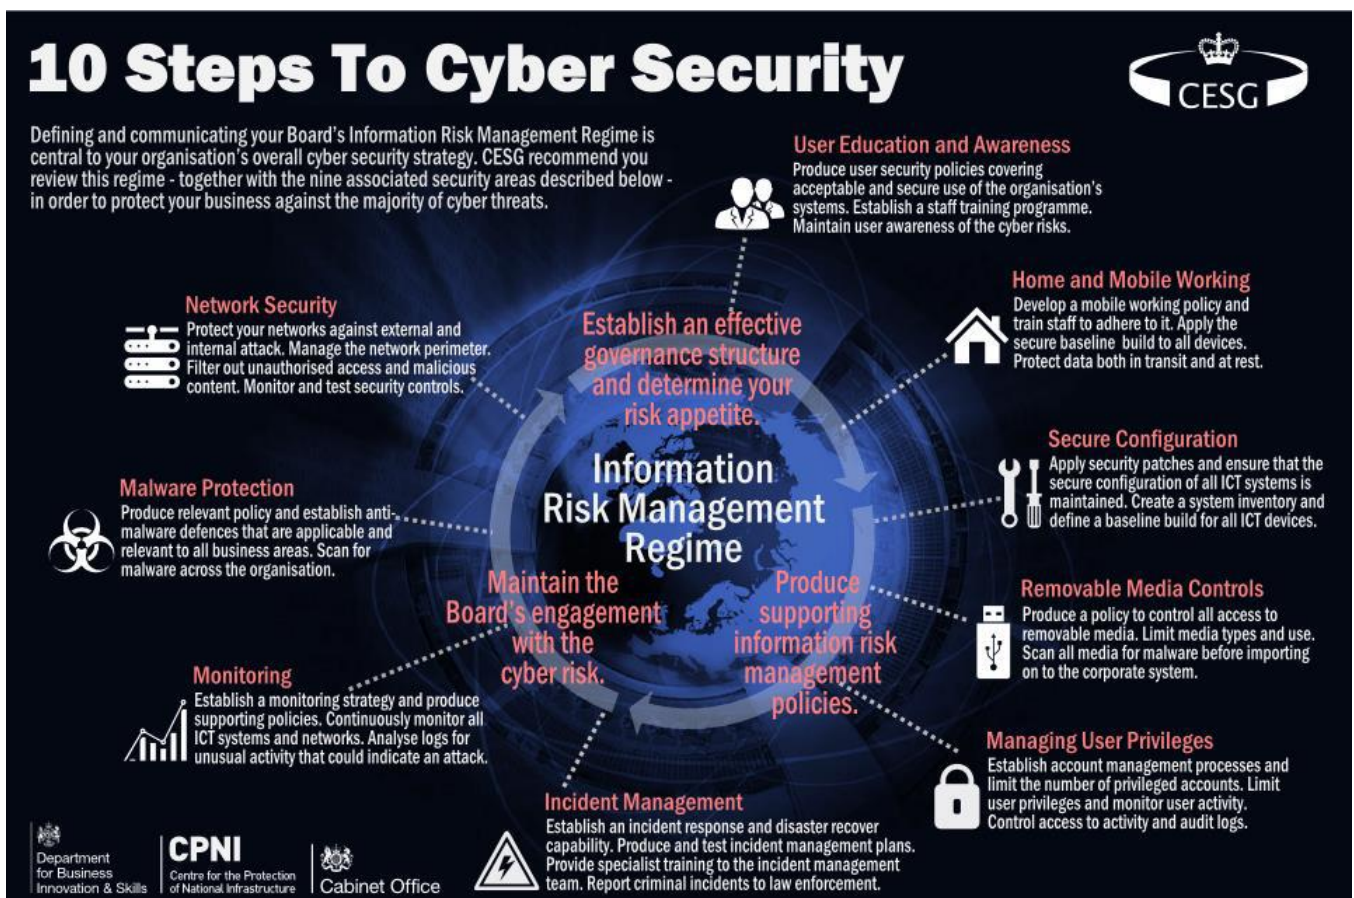 10 Steps To Cyber Security
CESG
Defining and communicating your Board's Information Risk Management Regime is
central to your organisation's overall cyber security strategy. CESG recommend you
review this regime - together with the nine associated security areas described below -
in order to protect your business against the majority of cyber threats.
User Education and Awareness
Produce user security policies covering
acceptable and secure use of the organisation's
systems. Establish a staff training programme.
Maintain user awareness of the cyber risks.
Home and Mobile Working
Develop a mobile working policy and
train staff to adhere to it. Apply the
secure baseline build to all devices.
Protect data both in transit and at rest.
Network Security
Protect your networks against external and
internal attack. Manage the network perimeter.
Filter out unauthorised access and malicious
content. Monitor and test security controls.
Establish an effective
governance structure
and determine your
risk appetite.
Information
Risk Management
Regime
Secure Configuration
Apply security patches and ensure that the
secure configuration of all ICT systems is
maintained. Create a system inventory and
define a baseline build for all ICT devices.
Malware Protection
Produce relevant policy and establish anti-
malware defences that are applicable and
relevant to all business areas. Scan for
malware across the organisation.
Maintain the
Board's engagement
with the
cyber risk.
Produce
supporting
information risk
management
policies.
Removable Media Controls
Produce a policy to control all access to
removable media. Limit media types and use.
Scan all media for malware before importing
on to the corporate system.
Monitoring
Establish a monitoring strategy and produce
supporting policies. Continuously monitor all
ICT systems and networks. Analyse logs for
unusual activity that could indicate an attack.
Managing User Privileges
Establish account management processes and
limit the number of privileged accounts. Limit
user privileges and monitor user activity.
Control access to activity and audit logs.
Incident Management
Establish an incident response and disaster recover
capability. Produce and test incident management plans.
Provide specialist training to the incident management
team. Report criminal incidents to law enforcement.
Department
for Business
Innovation & Skills
CPNI
Centre for the Protection
of National Infrastructure
Cabinet Office